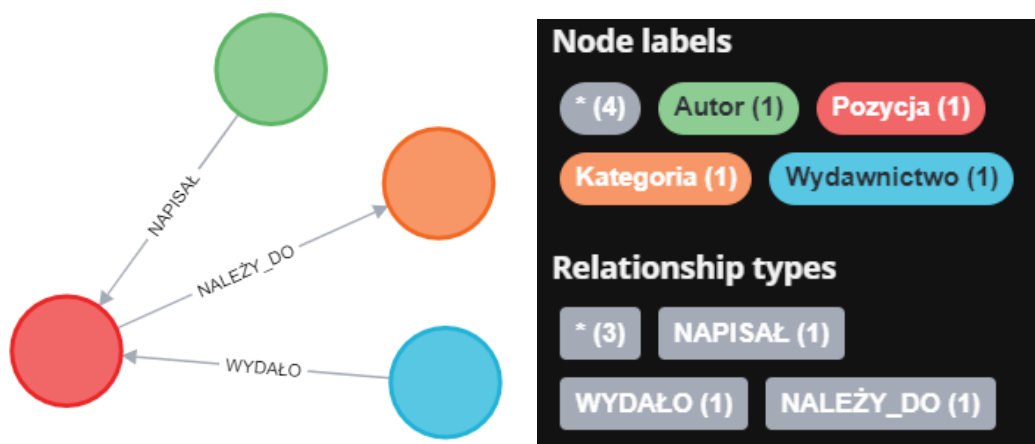 NAPISAŁ
NALEŻY_DO
WYDAŁO
Node labels
* (4) Autor (1) Pozycja (1)
Kategoria (1) Wydawnictwo (1)
Relationship types
* (3) NAPISAŁ (1)
WYDAŁO (1) NALEŻY_DO (1)